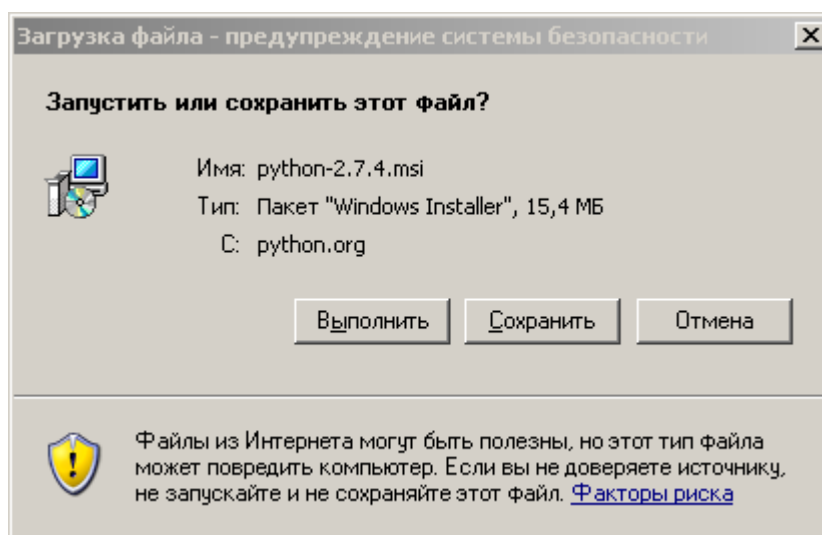 Загрузка файла - предупреждение системы безопасности
Запустить или сохранить этот файл?
Имя: python-2.7.4.msi
Тип: Пакет "Windows Installer", 15,4 МБ
С: python.org
Выполнить Сохранить Отмена
Файлы из Интернета могут быть полезны, но этот тип файла
может повредить компьютер. Если вы не доверяете источнику,
не запускайте и не сохраняйте этот файл. Факторы риска